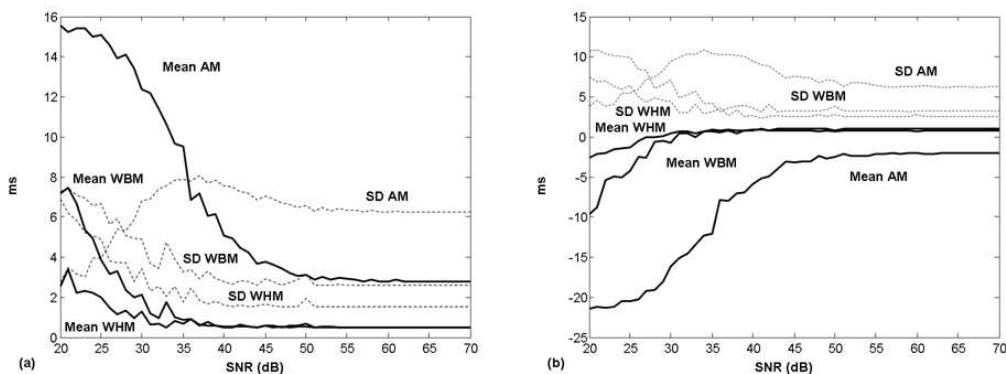 16
14
12
10
8
6
4
2
0
ms
Mean AM
Mean WBM
SD AM
SD WBM
SD WHM
Mean WHM
20 25 30 35 40 45 50 55 60 65 70
(a) SNR (dB)
15
10
5
0
-5
-10
-15
-20
-25
ms
SD AM
SD WBM
SD WHM
Mean WHM
Mean WBM
Mean AM
20 25 30 35 40 45 50 55 60 65 70
(b) SNR (dB)